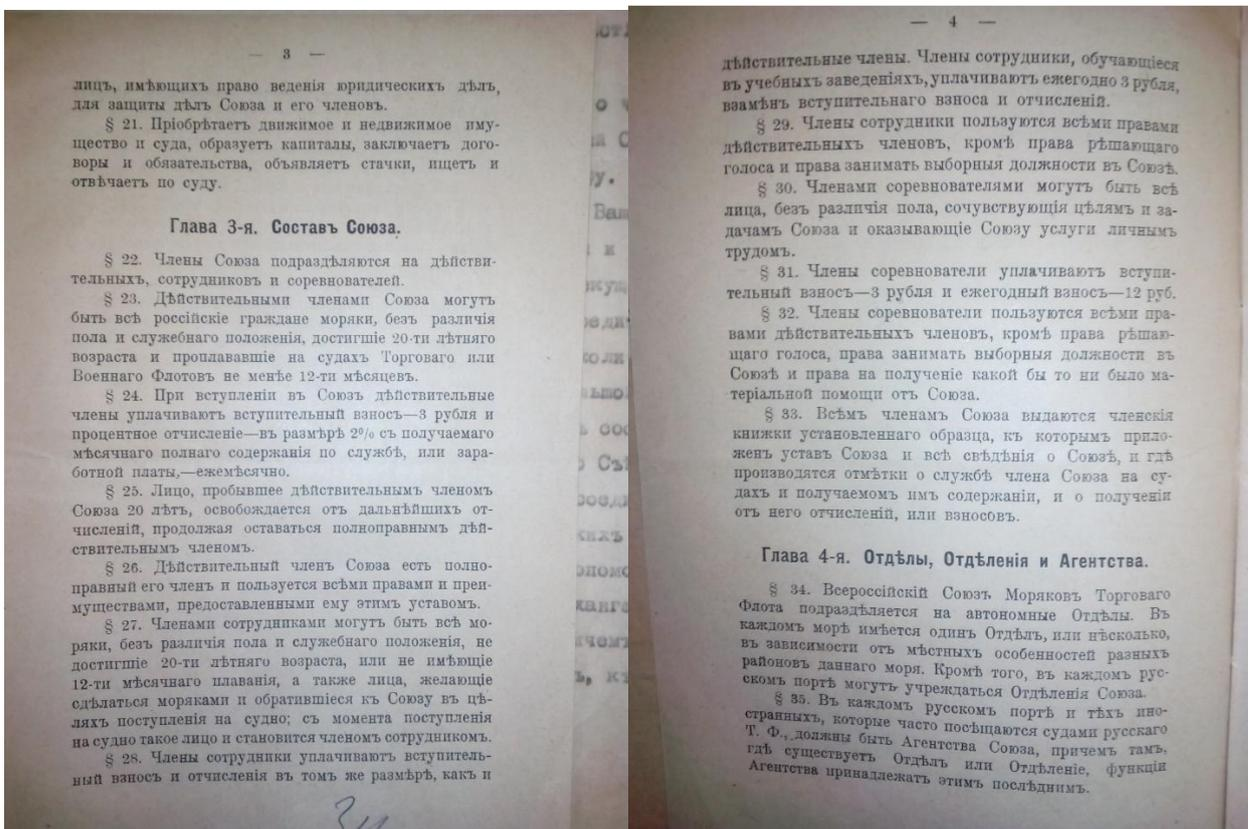 — 3 —
лицъ, имѣющихъ право веденія юридическихъ дѣлъ,
для защиты дѣлъ Союза и его членовъ.
§ 21. Пріобрѣтаетъ движимое и недвижимое иму-
щество и суда, образуетъ капиталы, заключаетъ дого-
воры и обязательства, объявляетъ стачки, ищетъ и
отвѣчаетъ по суду.
Глава 3-я. Составъ Союза.
§ 22. Члены Союза подраздѣляются на дѣйстви-
тельныхъ, сотрудниковъ и соревнователей.
§ 23. Дѣйствительными членами Союза могутъ
быть всѣ россійскіе граждане моряки, безъ различія
пола и служебнаго положенія, достигшіе 20-ти лѣтняго
возраста и проплававшіе на судахъ Торговаго или
Военнаго Флотовъ не менѣе 12-ти мѣсяцевъ.
§ 24. При вступленіи въ Союзъ дѣйствительные
члены уплачиваютъ вступительный взносъ—3 рубля и
процентное отчисленіе—въ размѣрѣ 2% съ получаемаго
мѣсячнаго полнаго содержанія по службѣ, или зара-
ботной платы,—ежемѣсячно.
§ 25. Лицо, пробывшее дѣйствительнымъ членомъ
Союза 20 лѣтъ, освобождается отъ дальнѣйшихъ от-
численій, продолжая оставаться полноправнымъ дѣй-
ствительнымъ членомъ.
§ 26. Дѣйствительный членъ Союза есть полно-
правный его членъ и пользуется всѣми правами и преи-
муществами, предоставленными ему этимъ уставомъ.
§ 27. Членами сотрудниками могутъ быть всѣ мо-
ряки, безъ различія пола и служебнаго положенія, не
достигшіе 20-ти лѣтняго возраста, или не имѣющіе
12-ти мѣсячнаго плаванія, а также лица, желающіе
сдѣлаться моряками и обратившіеся къ Союзу въ цѣ-
ляхъ поступленія на судно; съ момента поступленія
на судно такое лицо и становится членомъ сотрудникомъ.
§ 28. Члены сотрудники уплачиваютъ вступитель-
ный взносъ и отчисленія въ томъ же размѣрѣ, какъ и
— 4 —
дѣйствительные члены. Члены сотрудники, обучающіеся
въ учебныхъ заведеніяхъ, уплачиваютъ ежегодно 3 рубля,
взамѣнъ вступительнаго взноса и отчисленій.
§ 29. Члены сотрудники пользуются всѣми правами
дѣйствительныхъ членовъ, кромѣ права рѣшающаго
голоса и права занимать выборныя должности въ Союзѣ.
§ 30. Членами соревнователями могутъ быть всѣ
лица, безъ различія пола, сочувствующія цѣлямъ и за-
дачамъ Союза и оказывающіе Союзу услуги личнымъ
трудомъ.
§ 31. Члены соревнователи уплачиваютъ вступи-
тельный взносъ—3 рубля и ежегодный взносъ—12 руб.
§ 32. Члены соревнователи пользуются всѣми пра-
вами дѣйствительныхъ членовъ, кромѣ права рѣшаю-
щаго голоса, права занимать выборныя должности въ
Союзѣ и права на полученіе какой бы то ни было ма-
теріальной помощи отъ Союза.
§ 33. Всѣмъ членамъ Союза выдаются членскія
книжки установленнаго образца, къ которымъ прило-
женъ уставъ Союза и всѣ свѣдѣнія о Союзѣ, и гдѣ
производятся отмѣтки о службѣ члена Союза на су-
дахъ и получаемомъ имъ содержаніи, и о полученіи
отъ него отчисленій, или взносовъ.
Глава 4-я. Отдѣлы, Отдѣленія и Агентства.
§ 34. Всероссійскій Союзъ Моряковъ Торговаго
Флота подраздѣляется на автономные Отдѣлы. Въ
каждомъ морѣ имѣется одинъ Отдѣлъ, или нѣсколько,
въ зависимости отъ мѣстныхъ особенностей разныхъ
районовъ даннаго моря. Кромѣ того, въ каждомъ рус-
скомъ портѣ могутъ учреждаться Отдѣленія Союза.
§ 35. Въ каждомъ русскомъ портѣ и тѣхъ ино-
странныхъ, которые часто посѣщаются судами русскаго
Т. Ф., должны быть Агентства Союза, причемъ тамъ,
гдѣ существуетъ Отдѣлъ или Отдѣленіе, функціи
Агентства принадлежатъ этимъ послѣднимъ.